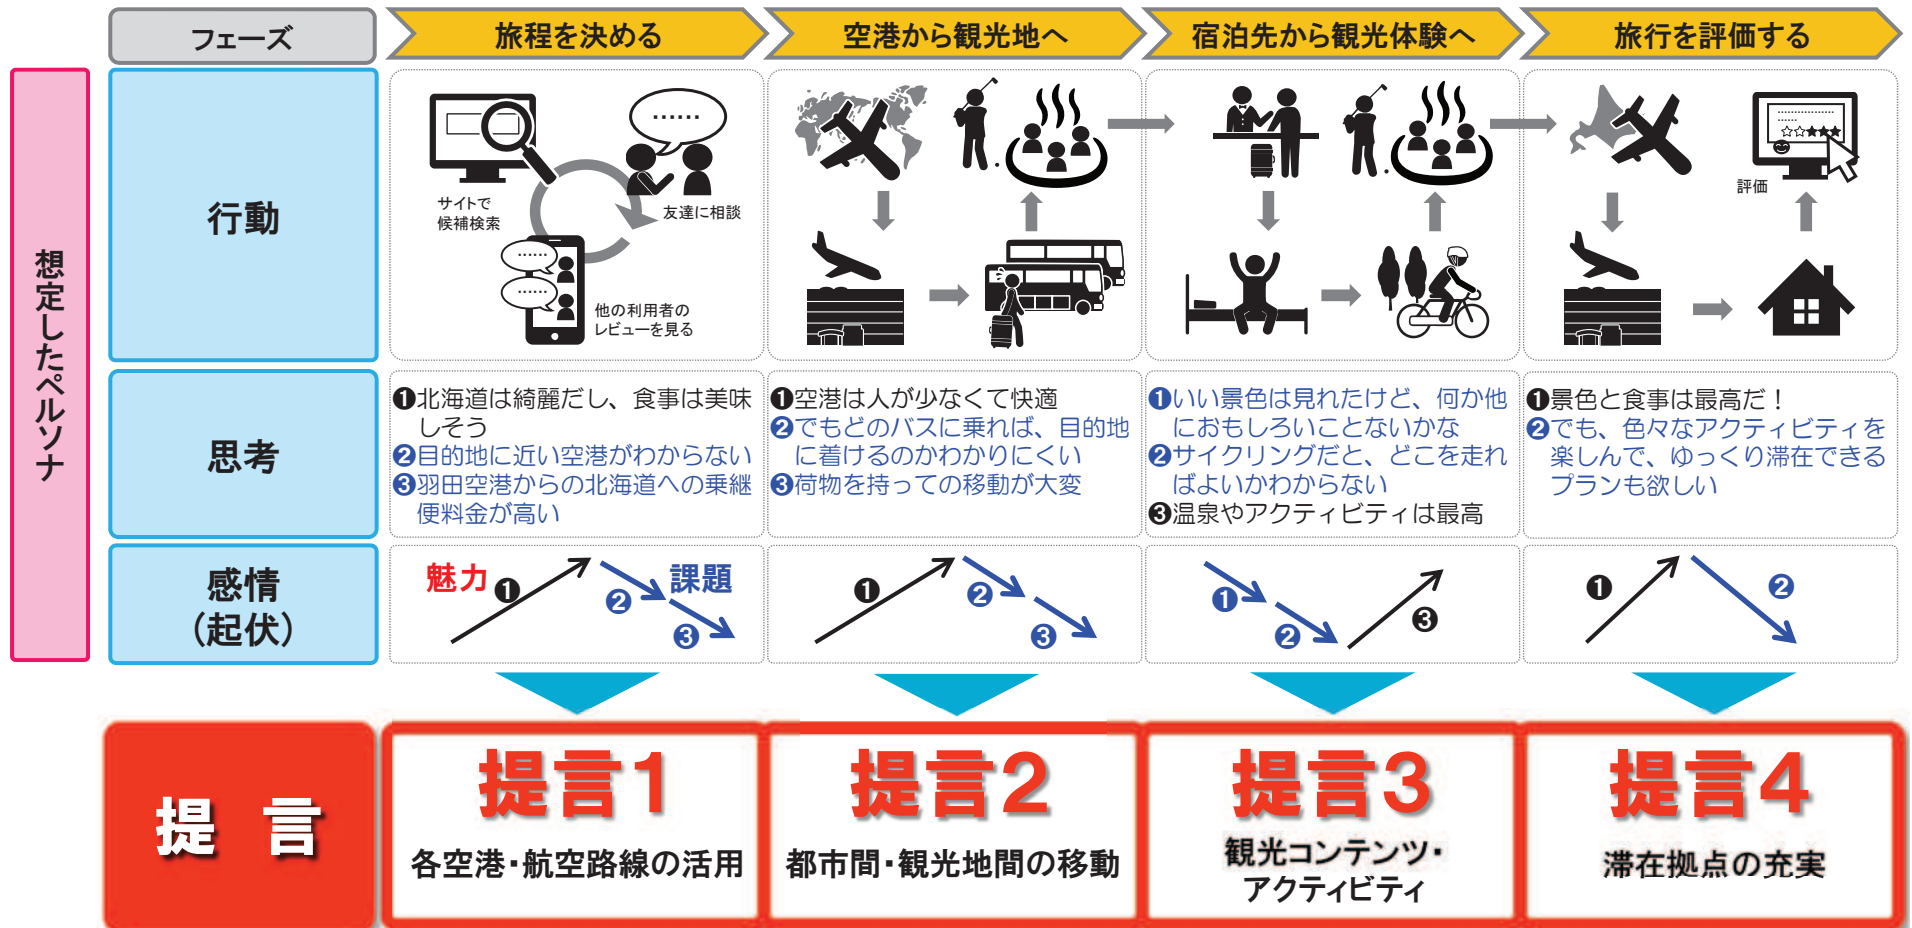 フェーズ
旅程を決める
空港から観光地へ
宿泊先から観光体験へ
旅行を評価する
想定したペルソナ
行動
サイトで
候補検索
……
友達に相談
……
……
他の利用者の
レビューを見る
評価
☆☆★★★
思考
❶北海道は綺麗だし、食事は美味
しそう
❷目的地に近い空港がわからない
❸羽田空港からの北海道への乗継
便料金が高い
❶空港は人が少なくて快適
❷でもどのバスに乗れば、目的地
に着けるのかわかりにくい
❸荷物を持っての移動が大変
❶いい景色は見れたけど、何か他
におもしろいことないかな
❷サイクリングだと、どこを走れ
ばよいかわからない
❸温泉やアクティビティは最高
❶景色と食事は最高だ！
❷でも、色々なアクティビティを
楽しんで、ゆっくり滞在できる
プランも欲しい
感情
（起伏）
魅力
❶
❷
課題
❸
❶
❷
❸
❶
❷
❸
❶
❷
提言
提言1
各空港・航空路線の活用
提言2
都市間・観光地間の移動
提言3
観光コンテンツ・
アクティビティ
提言4
滞在拠点の充実